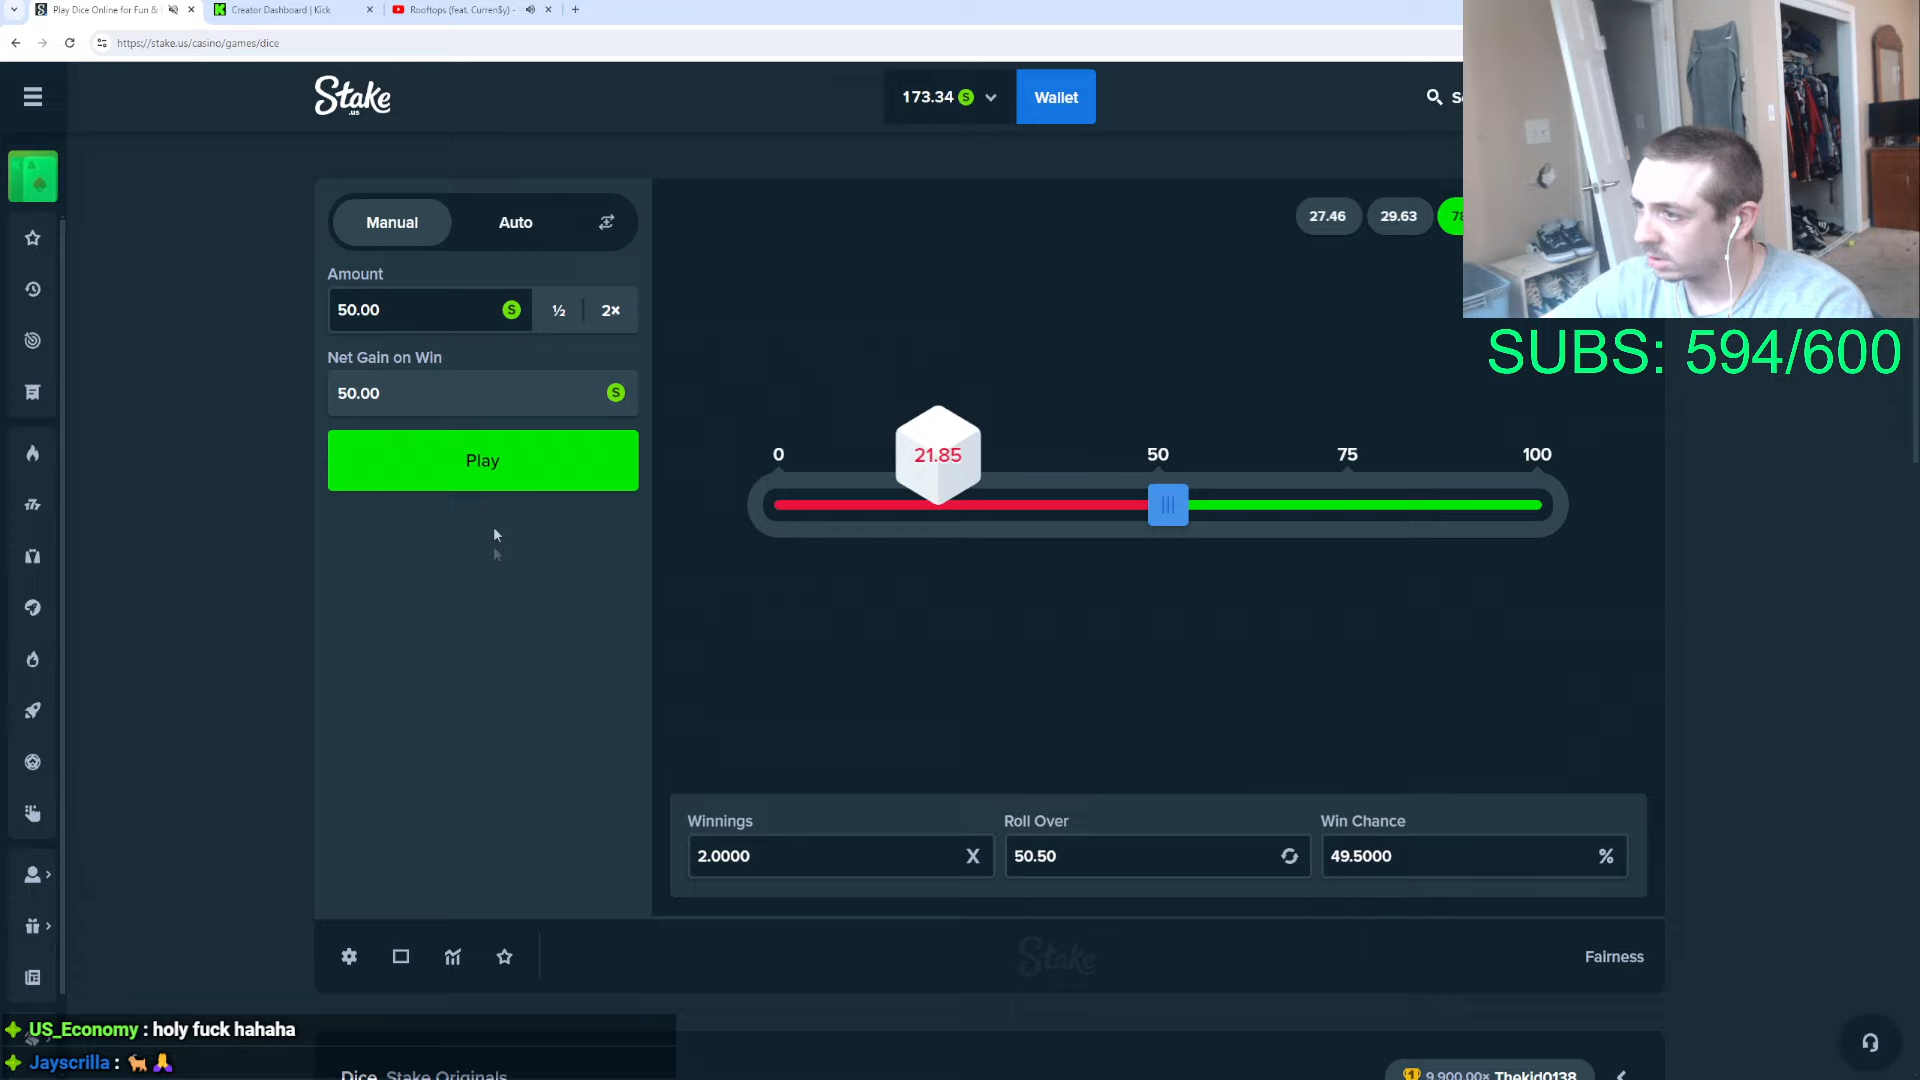 Play Dice Online for Fun &
Creator Dashboard | Kick
Rooftops (feat. Curren$y) -
https://stake.us/casino/games/dice
Stake
.us
173.34
Wallet
Manual
Auto
27.46
29.63
Amount
50.00
½
2×
Net Gain on Win
50.00
Play
SUBS: 594/600
0
50
75
100
21.85
Winnings
Roll Over
Win Chance
2.0000
X
50.50
49.5000
%
Stake
Fairness
US_Economy : holy fuck hahaha
Jayscrilla :
Dice
Stake Originals
9,900.00×
Thekid0138